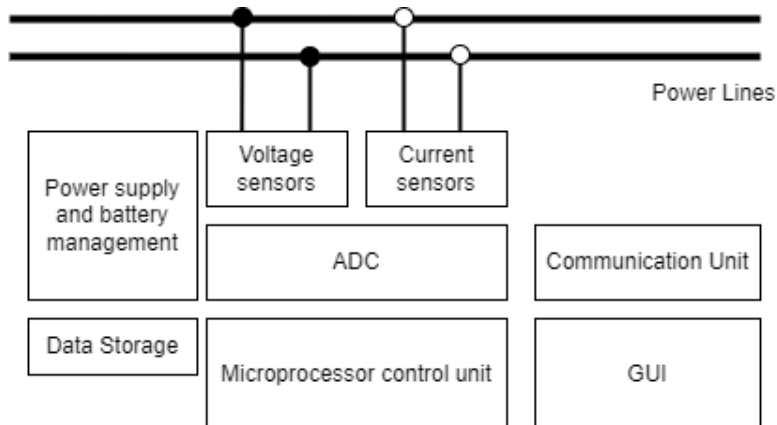 Power Lines
Voltage
sensors
Current
sensors
Power supply
and battery
management
ADC
Communication Unit
Data Storage
Microprocessor control unit
GUI